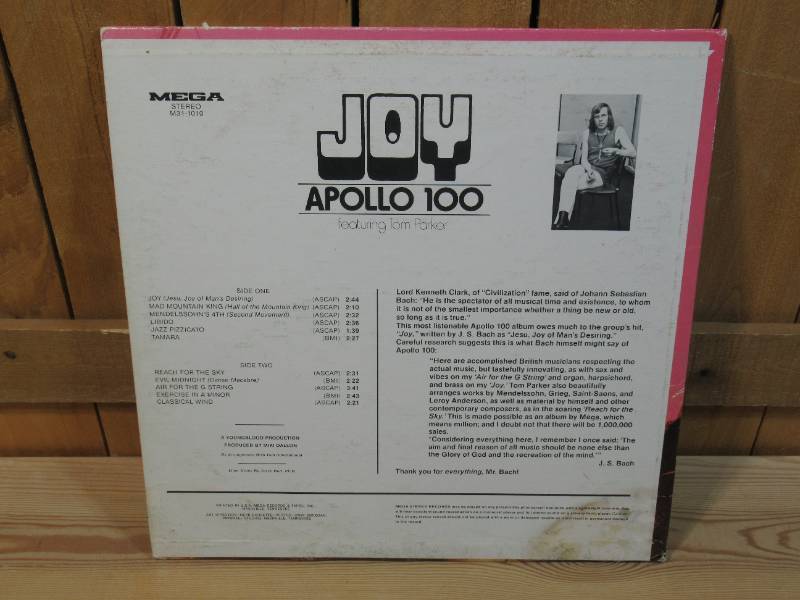 MEGA
STEREO
M31-1019
JOY
APOLLO 100
featuring Tom Parker
SIDE ONE
JOY (Jesu, Joy of Man's Desiring) (ASCAP) 2:44
MAD MOUNTAIN KING (Hall of the Mountain King) (ASCAP) 2:10
MENDELSSOHN'S 4TH (Second Movement) (ASCAP) 2:32
LIBIDO (ASCAP) 2:36
JAZZ PIZZICATO (ASCAP) 1:39
TAMARA (BMI) 2:27
SIDE TWO
REACH FOR THE SKY (ASCAP) 2:31
EVIL MIDNIGHT (Danse Macabre) (BMI) 2:22
AIR FOR THE G STRING (ASCAP) 3:41
EXERCISE IN A MINOR (BMI) 2:43
CLASSICAL WIND (ASCAP) 2:21
A YOUNGBLOOD PRODUCTION
PRODUCED BY MIKI DALLON
Lord Kenneth Clark, of "Civilization" fame, said of Johann Sebastian
Bach: "He is the spectator of all musical time and existence, to whom
it is not of the smallest importance whether a thing be new or old,
so long as it is true."
This most listenable Apollo 100 album owes much to the group's hit,
"Joy," written by J. S. Bach as "Jesu, Joy of Man's Desiring."
Careful research suggests this is what Bach himself might say of
Apollo 100:
"Here are accomplished British musicians respecting the
actual music, but tastefully innovating, as with sax and
vibes on my 'Air for the G String' and organ, harpsichord,
and brass on my 'Joy.' Tom Parker also beautifully
arranges works by Mendelssohn, Grieg, Saint-Saens, and
Leroy Anderson, as well as material by himself and other
contemporary composers, as in the soaring 'Reach for the
Sky.' This is made possible as an album by Mega, which
means million; and I doubt not that there will be 1,000,000
sales.
"Considering everything here, I remember I once said: 'The
aim and final reason of all music should be none else than
the Glory of God and the recreation of the mind.'"
J. S. Bach
Thank you for everything, Mr. Bach!